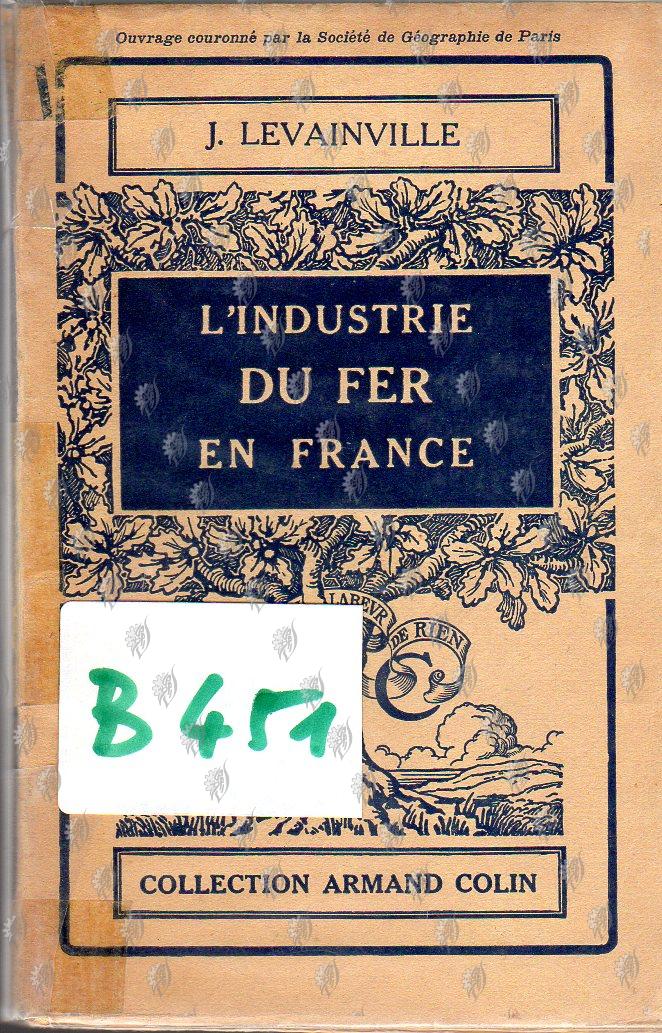 Ouvrage couronné par la Société de Géographie de Paris
J. LEVAINVILLE
L'INDUSTRIE
DU FER
EN FRANCE
LABEVR
DE RIEN
C
B 451
COLLECTION ARMAND COLIN